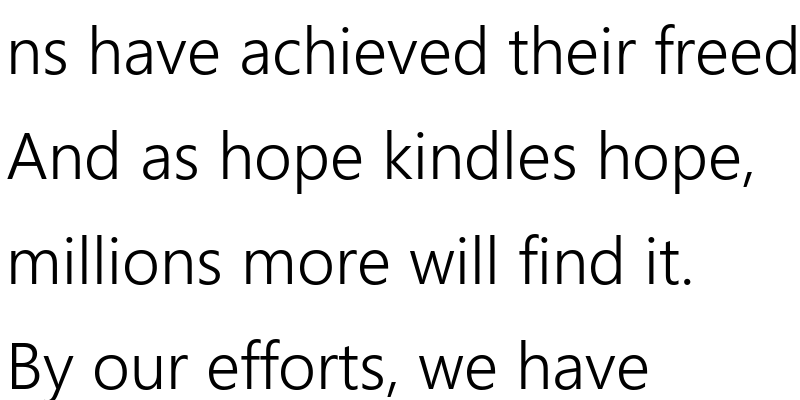 ns have achieved their freed
And as hope kindles hope,
millions more will find it.
By our efforts, we have